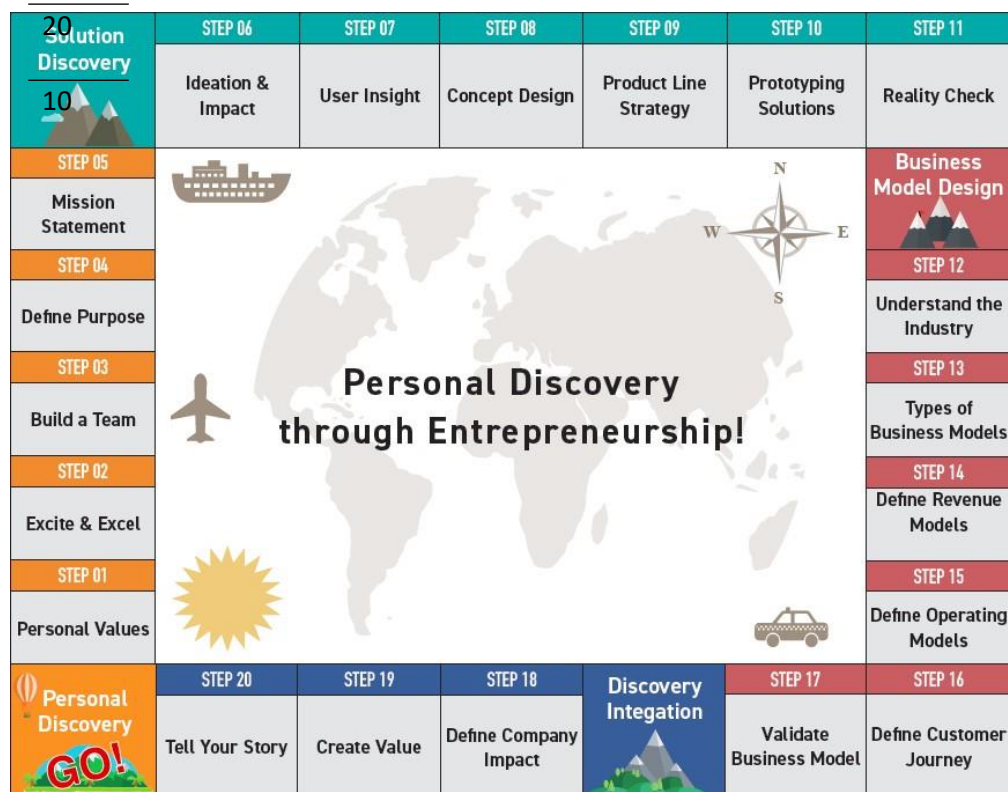 20
Solution
Discovery
10
STEP 06
Ideation &
Impact
STEP 07
User Insight
STEP 08
Concept Design
STEP 09
Product Line
Strategy
STEP 10
Prototyping
Solutions
STEP 11
Reality Check
STEP 05
Mission
Statement
STEP 04
Define Purpose
STEP 03
Build a Team
STEP 02
Excite & Excel
STEP 01
Personal Values
N
W
E
S
Personal Discovery
through Entrepreneurship!
Business
Model Design
STEP 12
Understand the
Industry
STEP 13
Types of
Business Models
STEP 14
Define Revenue
Models
STEP 15
Define Operating
Models
Personal
Discovery
GO!
STEP 20
Tell Your Story
STEP 19
Create Value
STEP 18
Define Company
Impact
Discovery
Integation
STEP 17
Validate
Business Model
STEP 16
Define Customer
Journey